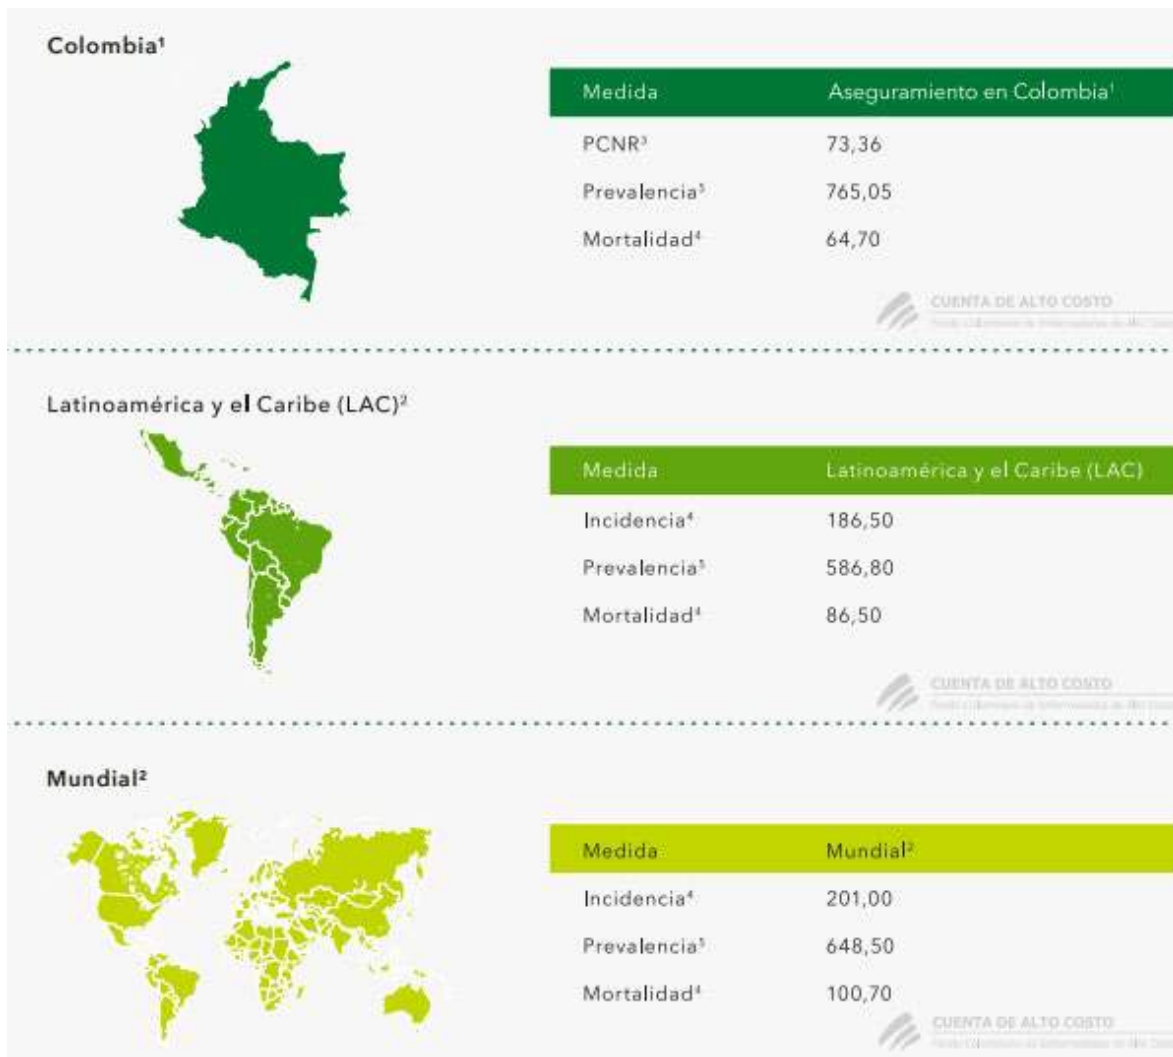 Colombia¹
Medida Aseguramiento en Colombia¹
PCNR³ 73,36
Prevalencia⁵ 765,05
Mortalidad⁴ 64,70
CUENTA DE ALTO COSTO
Latinoamérica y el Caribe (LAC)²
Medida Latinoamérica y el Caribe (LAC)
Incidencia⁴ 186,50
Prevalencia⁵ 586,80
Mortalidad⁴ 86,50
CUENTA DE ALTO COSTO
Mundial²
Medida Mundial²
Incidencia⁴ 201,00
Prevalencia⁵ 648,50
Mortalidad⁴ 100,70
CUENTA DE ALTO COSTO